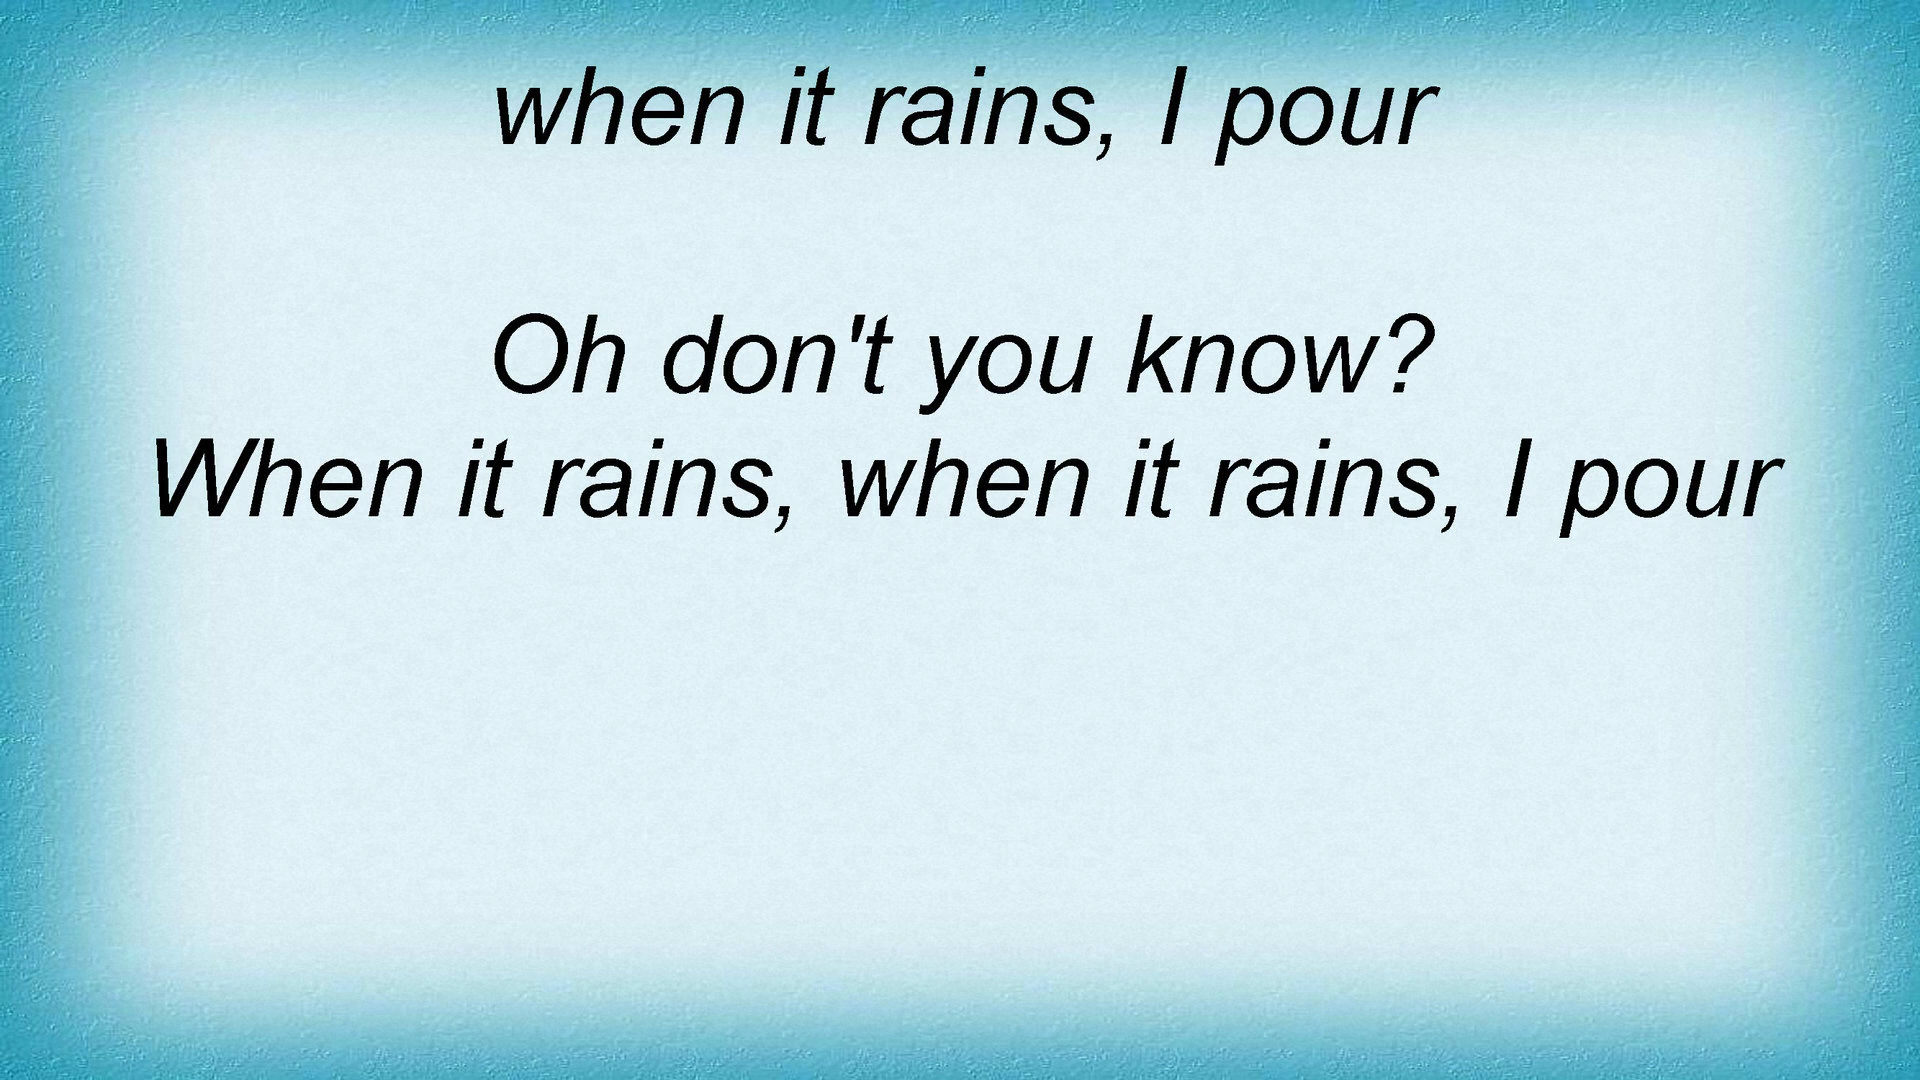 when it rains, I pour
Oh don't you know?
When it rains, when it rains, I pour